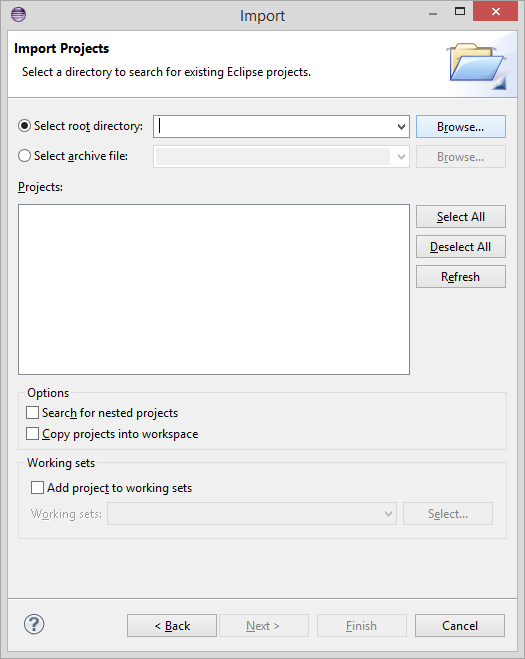 Import
Import Projects
Select a directory to search for existing Eclipse projects.
Select root directory:
Browse...
Select archive file:
Browse...
Projects:
Select All
Deselect All
Refresh
Options
Search for nested projects
Copy projects into workspace
Working sets
Add project to working sets
Working sets:
Select...
?
< Back
Next >
Finish
Cancel